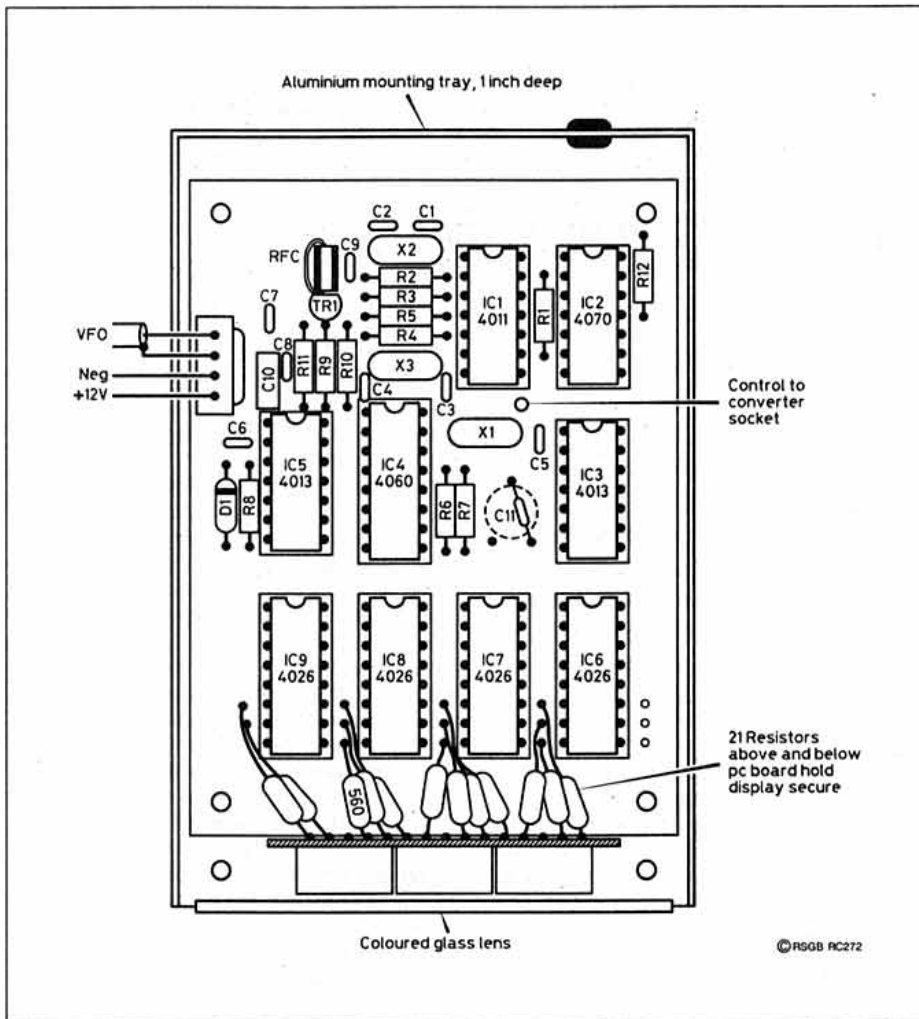 Aluminium mounting tray, 1 inch deep
C2
C1
X2
RFC
C9
R2
R3
R5
R4
TR1
IC1
4011
R1
IC2
4070
R12
C7
VFO
Neg
+12V
C8
C10
R11
R9
R10
X3
C4
C3
Control to
converter
socket
C6
X1
C5
IC5
4013
IC4
4060
IC3
4013
D1
R8
R6
R7
C11
IC9
4026
IC8
4026
IC7
4026
IC6
4026
560
21 Resistors
above and below
pc board hold
display secure
Coloured glass lens
©RSGB RC272